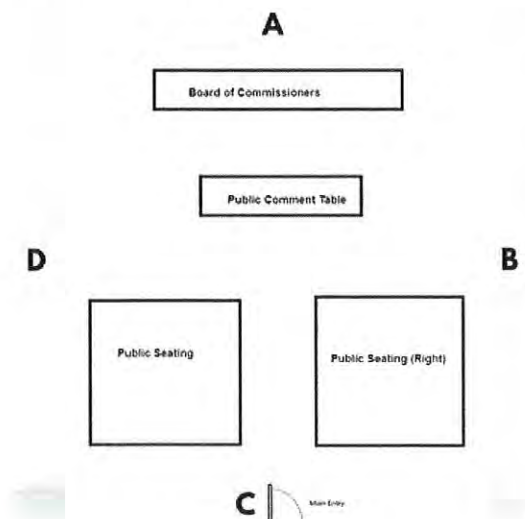 A
Board of Commissioners
Public Comment Table
D
B
Public Seating
Public Seating (Right)
C
Main Entry